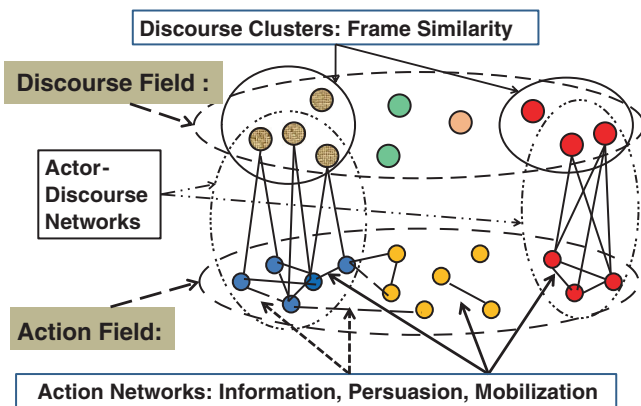 Discourse Clusters: Frame Similarity
Discourse Field :
Actor-
Discourse
Networks
Action Field:
Action Networks: Information, Persuasion, Mobilization